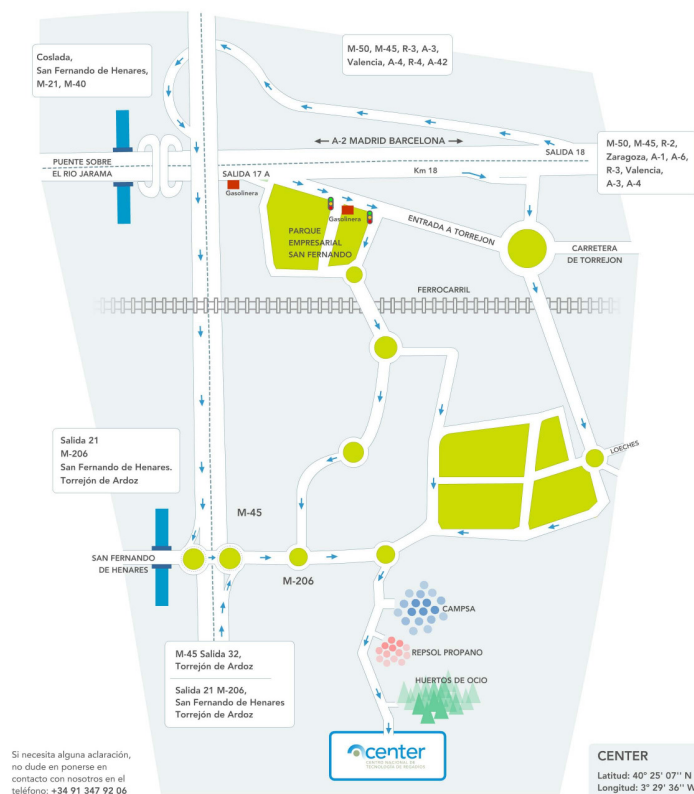 Coslada,
San Fernando de Henares,
M-21, M-40
M-50, M-45, R-3, A-3,
Valencia, A-4, R-4, A-42
M-50, M-45, R-2,
Zaragoza, A-1, A-6,
R-3, Valencia,
A-3, A-4
A-2 MADRID BARCELONA
SALIDA 18
PUENTE SOBRE
EL RIO JARAMA
SALIDA 17 A
Km 18
Gasolinera
Gasolinera
PARQUE
EMPRESARIAL
SAN FERNANDO
ENTRADA A TORREJON
CARRETERA
DE TORREJON
FERROCARRIL
Salida 21
M-206
San Fernando de Henares.
Torrejón de Ardoz
LOECHES
M-45
SAN FERNANDO
DE HENARES
M-206
CAMPSA
REPSOL PROPANO
HUERTOS DE OCIO
M-45 Salida 32,
Torrejón de Ardoz
Salida 21 M-206,
San Fernando de Henares
Torrejón de Ardoz
center
CENTRO NACIONAL DE
TECNOLOGÍA DE REGADÍOS
Si necesita alguna aclaración,
no dude en ponerse en
contacto con nosotros en el
teléfono: +34 91 347 92 06
CENTER
Latitud: 40° 25' 07'' N
Longitud: 3° 29' 36'' W